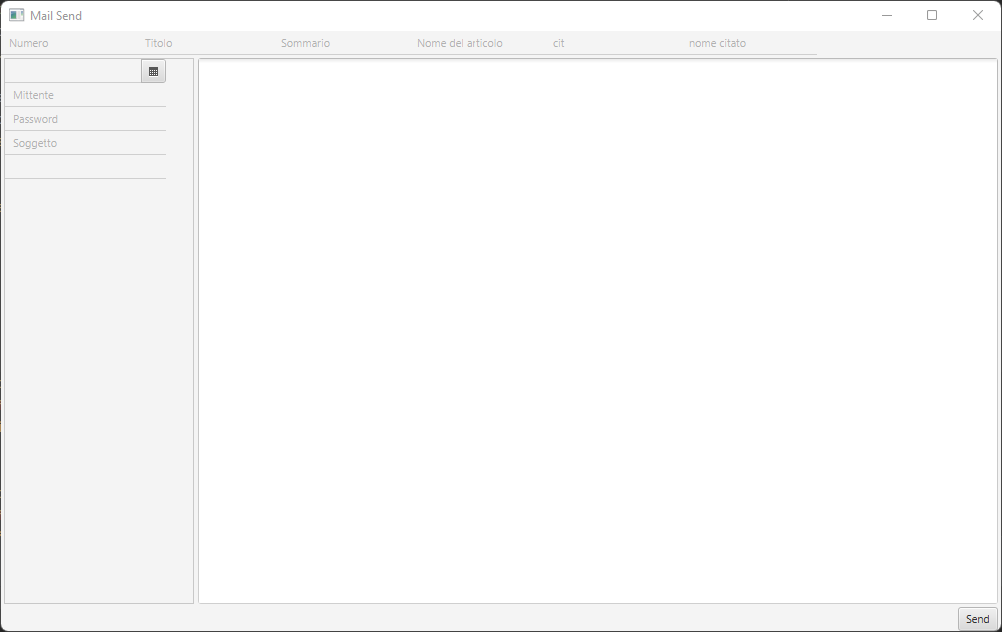 Mail Send
Numero Titolo Sommario Nome del articolo cit nome citato
Mittente
Password
Soggetto
Send